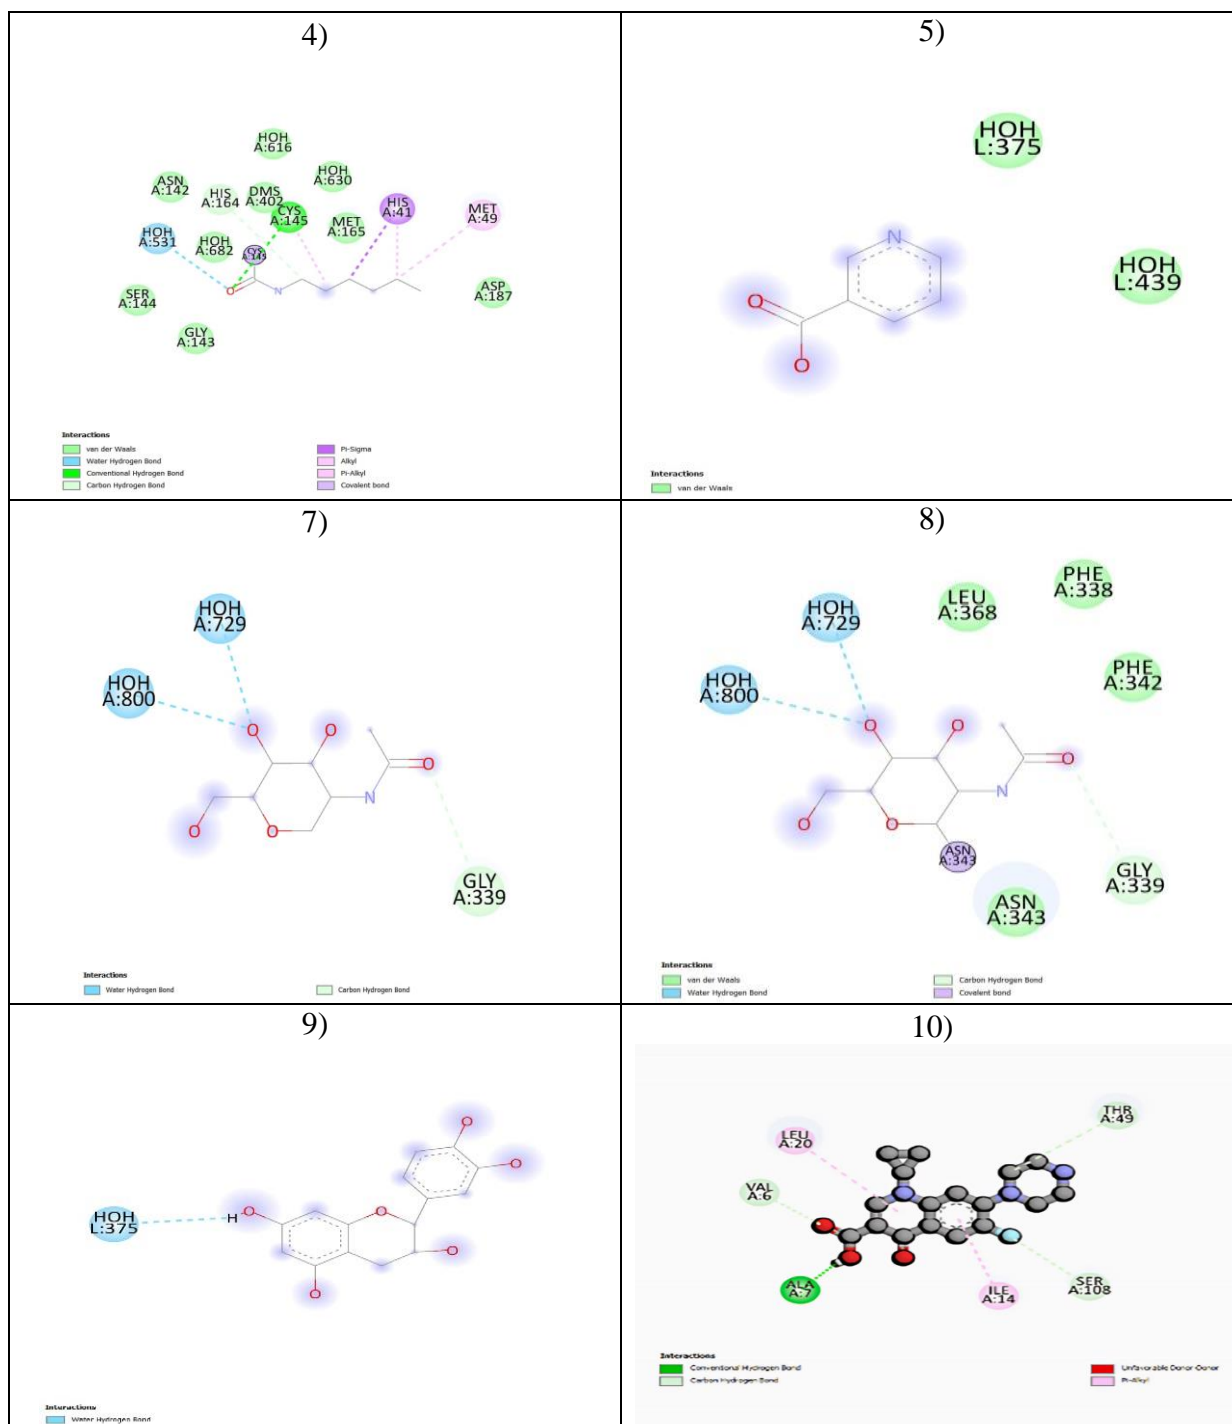 4)
HOH
A:616
ASN
A:142
HIS
A:164
DMS
A:402
HOH
A:630
CYS
A:145
MET
A:165
HIS
A:41
MET
A:49
HOH
A:531
HOH
A:682
CYS
A:145
SER
A:144
O
N
ASP
A:187
GLY
A:143
Interactions
van der Waals
Water Hydrogen Bond
Conventional Hydrogen Bond
Carbon Hydrogen Bond
Pi-Sigma
Alkyl
Pi-Alkyl
Covalent bond
5)
HOH
L:375
N
HOH
L:439
O
O
Interactions
van der Waals
7)
HOH
A:729
HOH
A:800
O
O
O
N
O
O
GLY
A:339
Interactions
Water Hydrogen Bond
Carbon Hydrogen Bond
8)
PHE
A:338
LEU
A:368
HOH
A:729
PHE
A:342
HOH
A:800
O
O
O
N
O
O
ASN
A:343
GLY
A:339
ASN
A:343
Interactions
van der Waals
Water Hydrogen Bond
Carbon Hydrogen Bond
Covalent bond
9)
O
O
HOH
L:375
H
O
O
O
O
Interactions
Water Hydrogen Bond
10)
THR
A:49
LEU
A:20
VAL
A:6
ALA
A:7
ILE
A:14
SER
A:108
Interactions
Conventional Hydrogen Bond
Carbon Hydrogen Bond
Unfavorable Donor-Donor
Pi-Alkyl